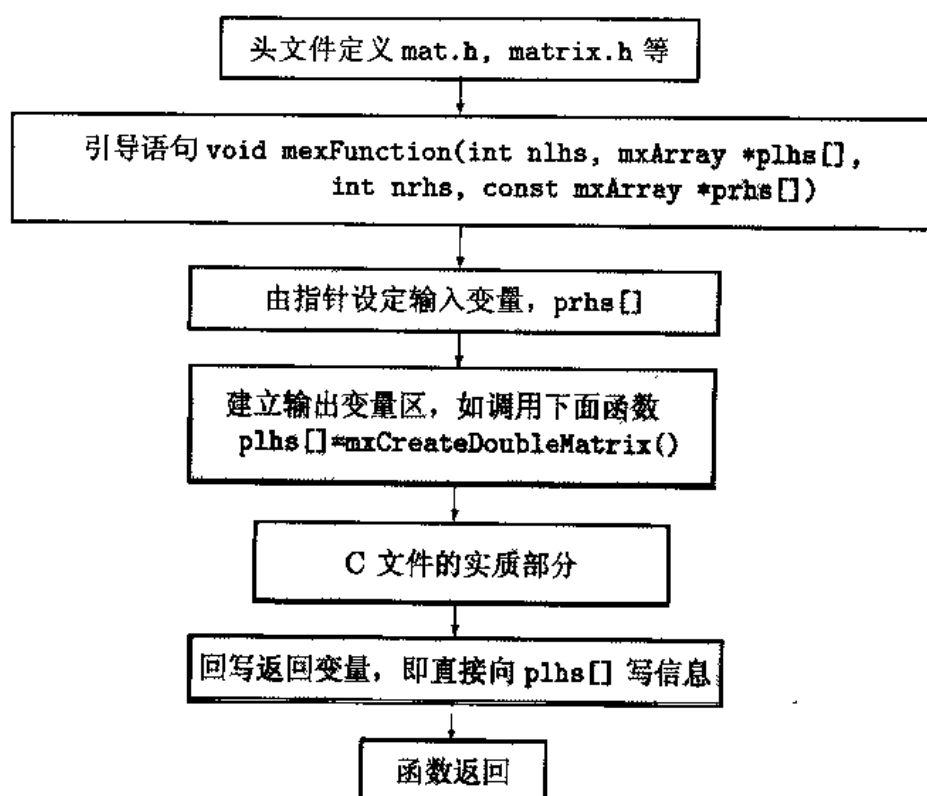 头文件定义 mat.h, matrix.h 等
引导语句 void mexFunction(int nlhs, mxArray *plhs[],
int nrhs, const mxArray *prhs[])
由指针设定输入变量，prhs[]
建立输出变量区，如调用下面函数
plhs[]=mxCreateDoubleMatrix()
C 文件的实质部分
回写返回变量，即直接向 plhs[] 写信息
函数返回